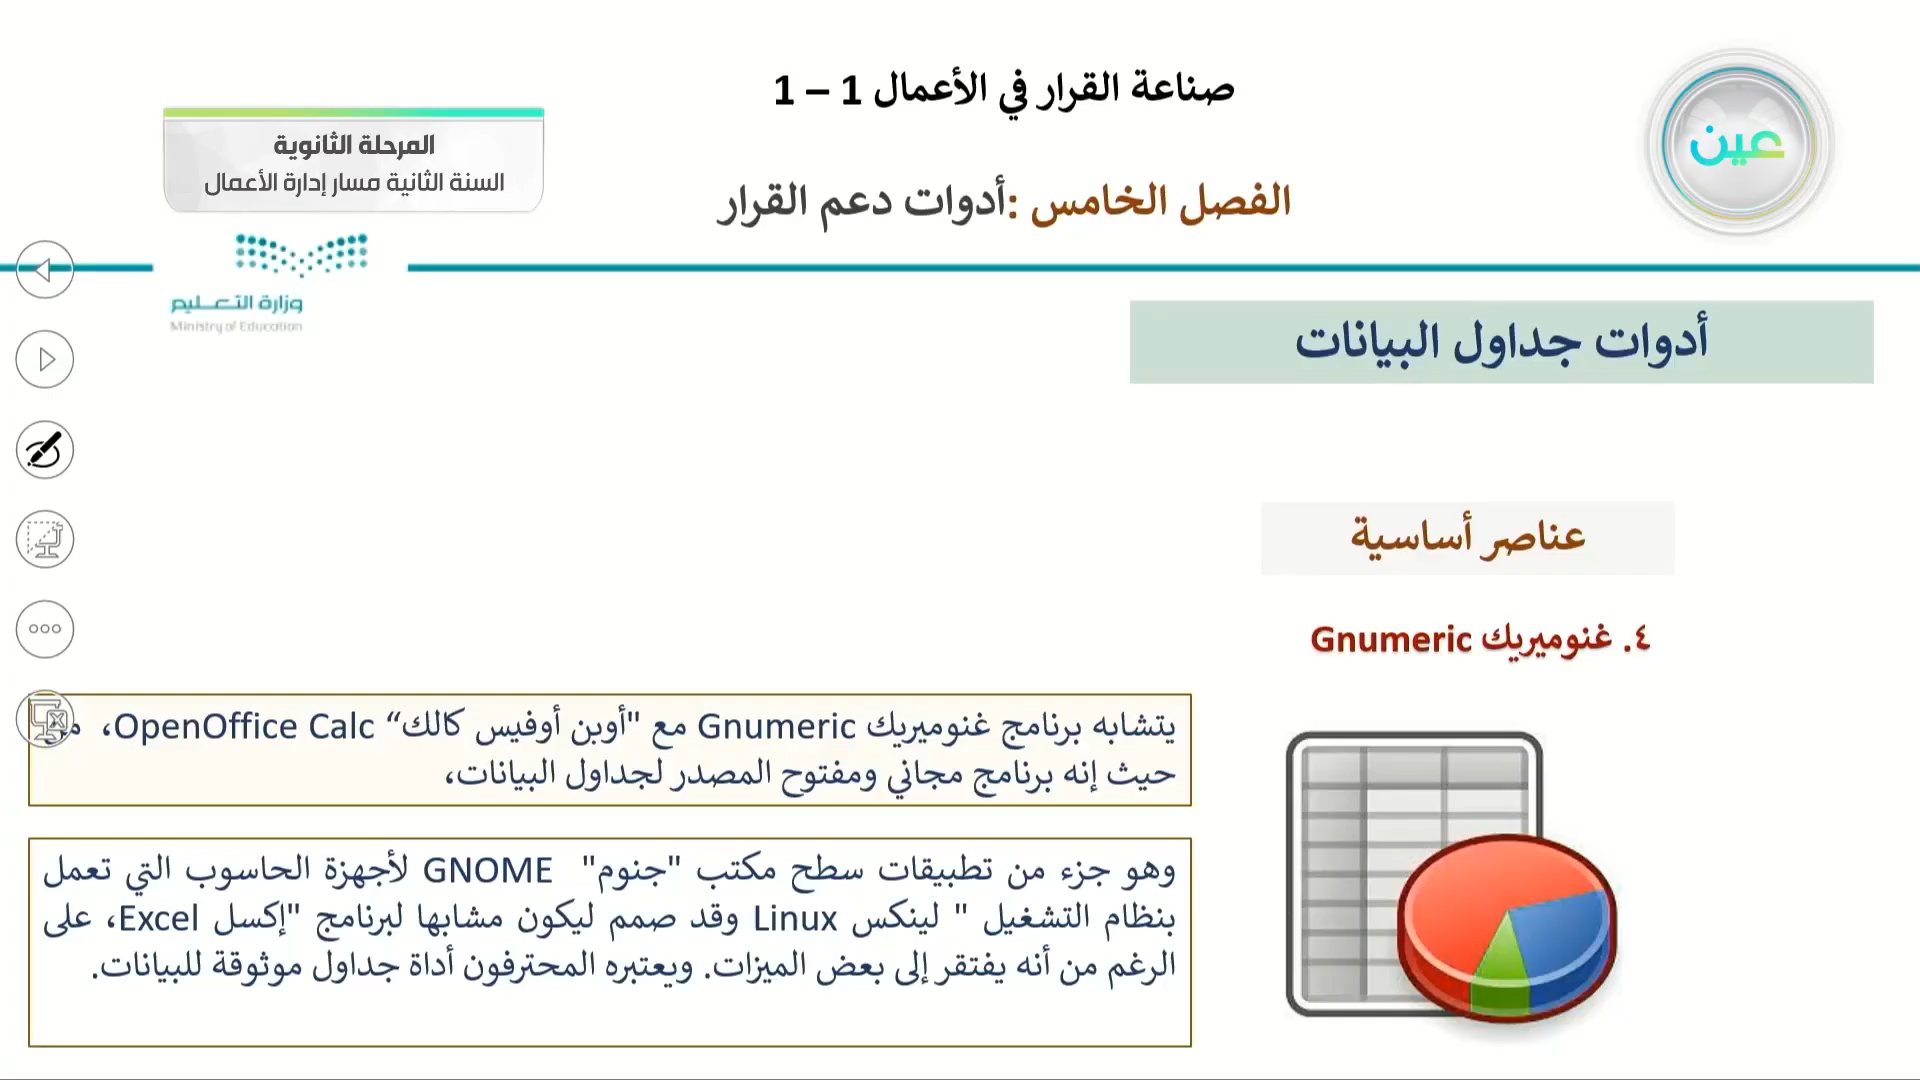 صناعة القرار في الأعمال 1 – 1
عين
المرحلة الثانوية
السنة الثانية مسار إدارة الأعمال
الفصل الخامس :أدوات دعم القرار
وزارة التعليم
Ministry of Education
أدوات جداول البيانات
عناصر أساسية
٤. غنوميريك Gnumeric
يتشابه برنامج غنوميريك Gnumeric مع "أوبن أوفيس كالك“ OpenOffice Calc،
حيث إنه برنامج مجاني ومفتوح المصدر لجداول البيانات،
وهو جزء من تطبيقات سطح مكتب "جنوم" GNOME لأجهزة الحاسوب التي تعمل
بنظام التشغيل " لينكس Linux وقد صمم ليكون مشابها لبرنامج "إكسل Excel، على
الرغم من أنه يفتقر إلى بعض الميزات. ويعتبره المحترفون أداة جداول موثوقة للبيانات.